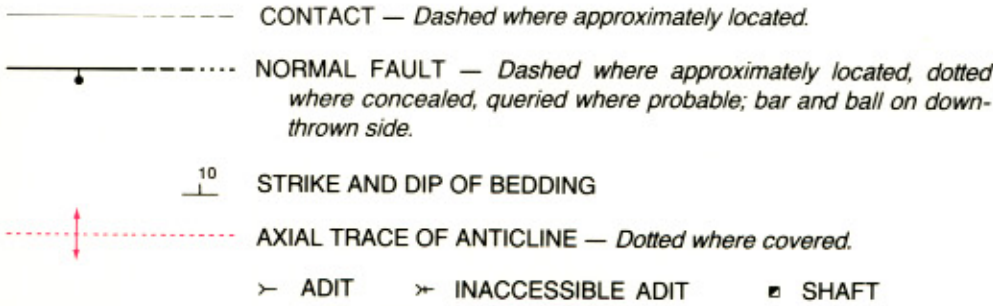 CONTACT — Dashed where approximately located.
NORMAL FAULT — Dashed where approximately located, dotted
where concealed, queried where probable; bar and ball on down-
thrown side.
10
STRIKE AND DIP OF BEDDING
AXIAL TRACE OF ANTICLINE — Dotted where covered.
ADIT INACCESSIBLE ADIT SHAFT